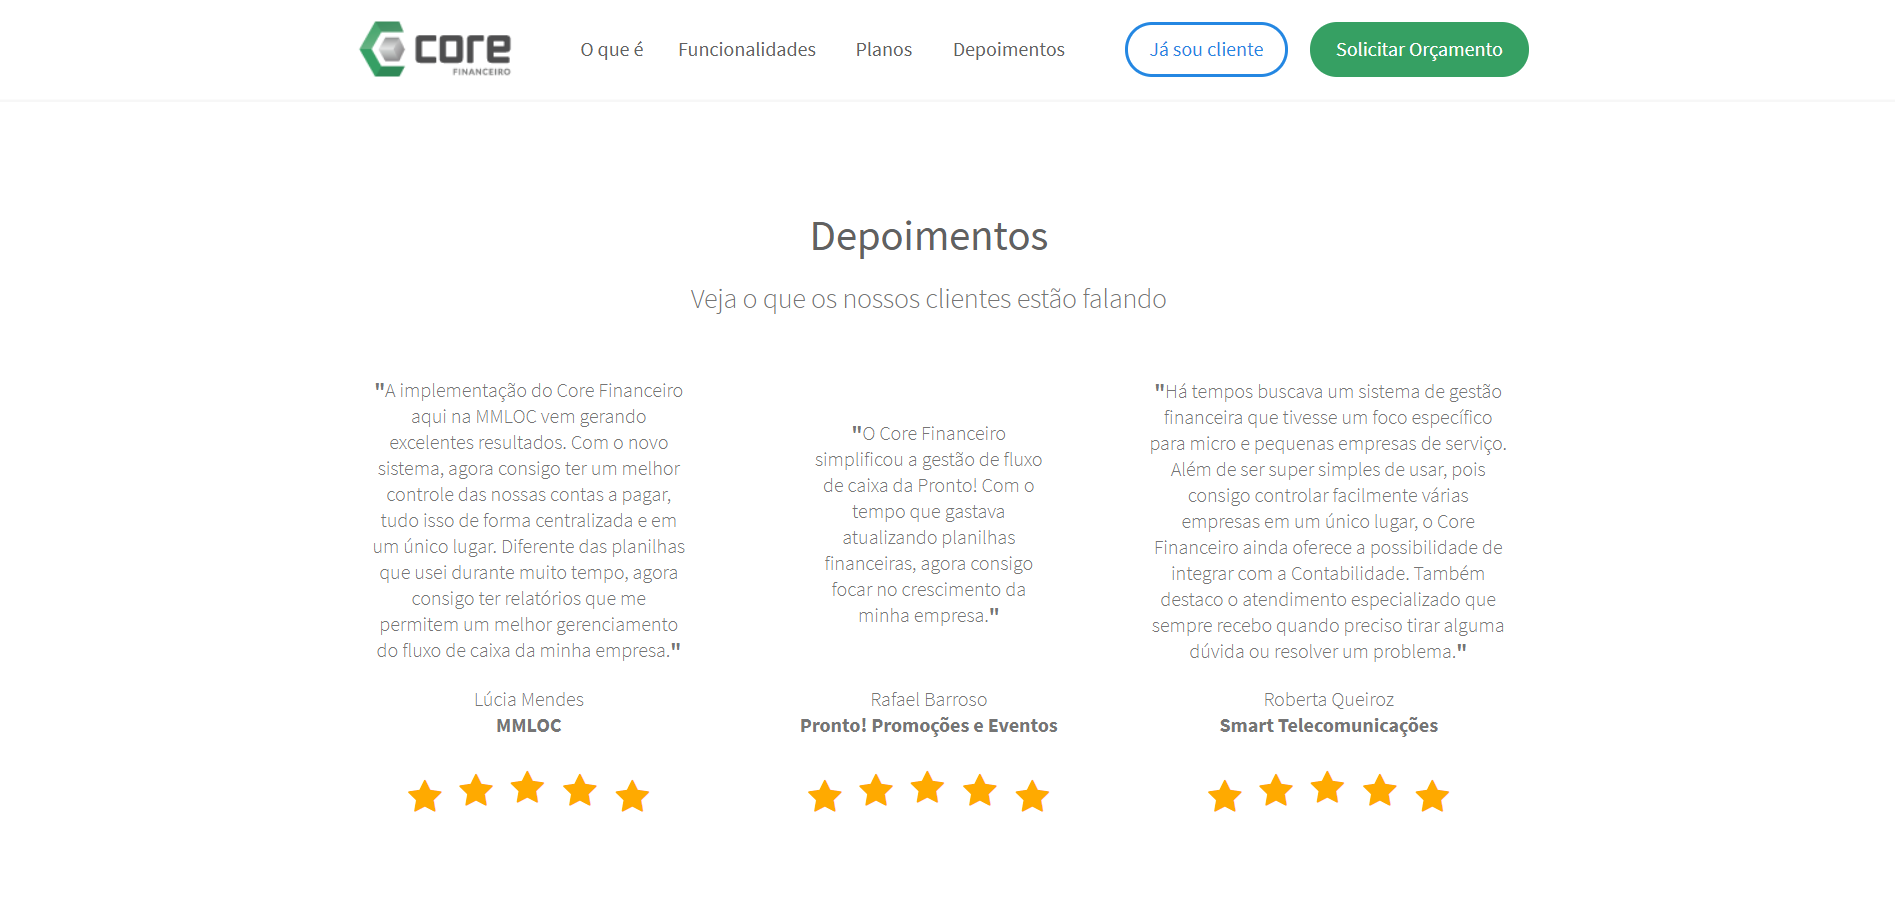 core
FINANCEIRO
O que é
Funcionalidades
Planos
Depoimentos
Já sou cliente
Solicitar Orçamento
Depoimentos
Veja o que os nossos clientes estão falando
"A implementação do Core Financeiro
aqui na MMLOC vem gerando
excelentes resultados. Com o novo
sistema, agora consigo ter um melhor
controle das nossas contas a pagar,
tudo isso de forma centralizada e em
um único lugar. Diferente das planilhas
que usei durante muito tempo, agora
consigo ter relatórios que me
permitem um melhor gerenciamento
do fluxo de caixa da minha empresa."
Lúcia Mendes
MMLOC
"O Core Financeiro
simplificou a gestão de fluxo
de caixa da Pronto! Com o
tempo que gastava
atualizando planilhas
financeiras, agora consigo
focar no crescimento da
minha empresa."
Rafael Barroso
Pronto! Promoções e Eventos
"Há tempos buscava um sistema de gestão
financeira que tivesse um foco específico
para micro e pequenas empresas de serviço.
Além de ser super simples de usar, pois
consigo controlar facilmente várias
empresas em um único lugar, o Core
Financeiro ainda oferece a possibilidade de
integrar com a Contabilidade. Também
destaco o atendimento especializado que
sempre recebo quando preciso tirar alguma
dúvida ou resolver um problema."
Roberta Queiroz
Smart Telecomunicações